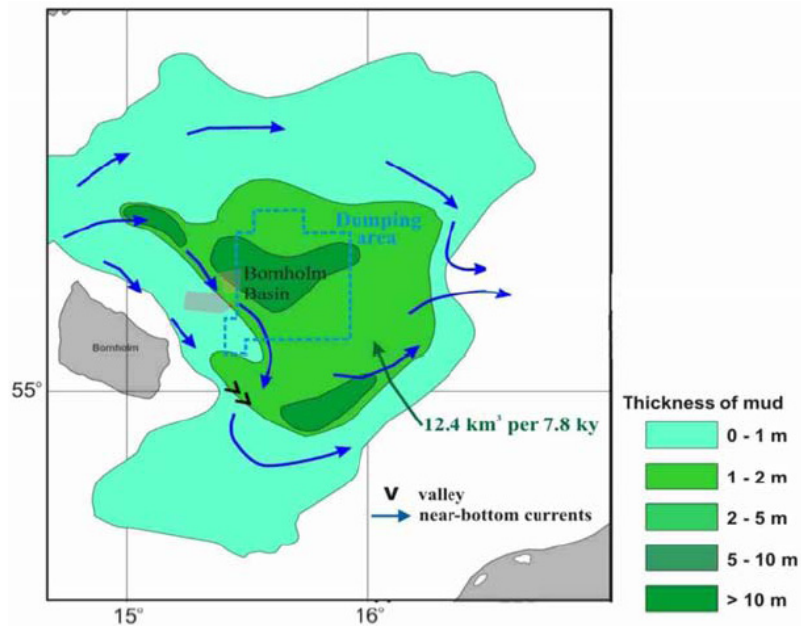 Dumping
area
Bornholm
Basin
Bornholm
55°
12.4 km³ per 7.8 ky
v valley
near-bottom currents
15°
16°
Thickness of mud
0 - 1 m
1 - 2 m
2 - 5 m
5 - 10 m
> 10 m